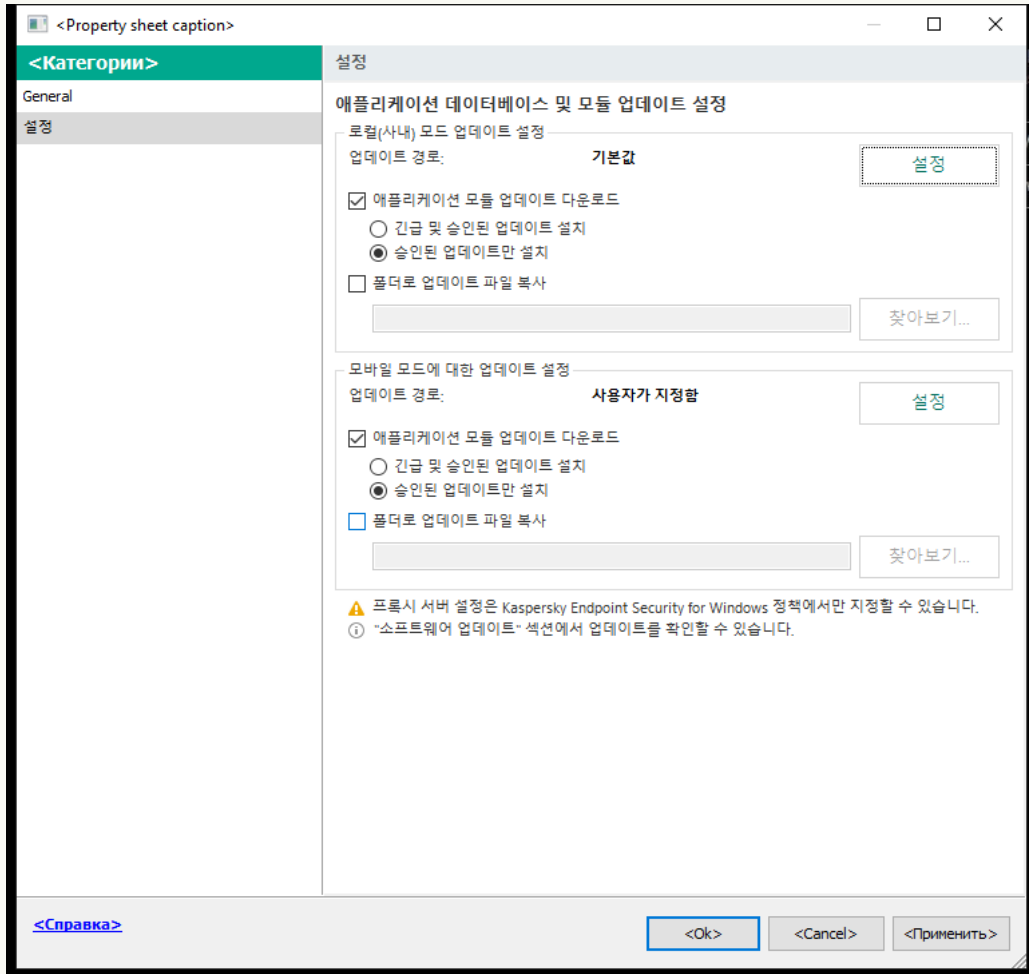 <Property sheet caption>
<Категории>
General
설정
설정
애플리케이션 데이터베이스 및 모듈 업데이트 설정
로컬(사내) 모드 업데이트 설정
업데이트 경로: 기본값 설정
애플리케이션 모듈 업데이트 다운로드
긴급 및 승인된 업데이트 설치
승인된 업데이트만 설치
폴더로 업데이트 파일 복사
찾아보기...
모바일 모드에 대한 업데이트 설정
업데이트 경로: 사용자가 지정함 설정
애플리케이션 모듈 업데이트 다운로드
긴급 및 승인된 업데이트 설치
승인된 업데이트만 설치
폴더로 업데이트 파일 복사
찾아보기...
프록시 서버 설정은 Kaspersky Endpoint Security for Windows 정책에서만 지정할 수 있습니다.
"소프트웨어 업데이트" 섹션에서 업데이트를 확인할 수 있습니다.
<Справка>
<Ok> <Cancel> <Применить>